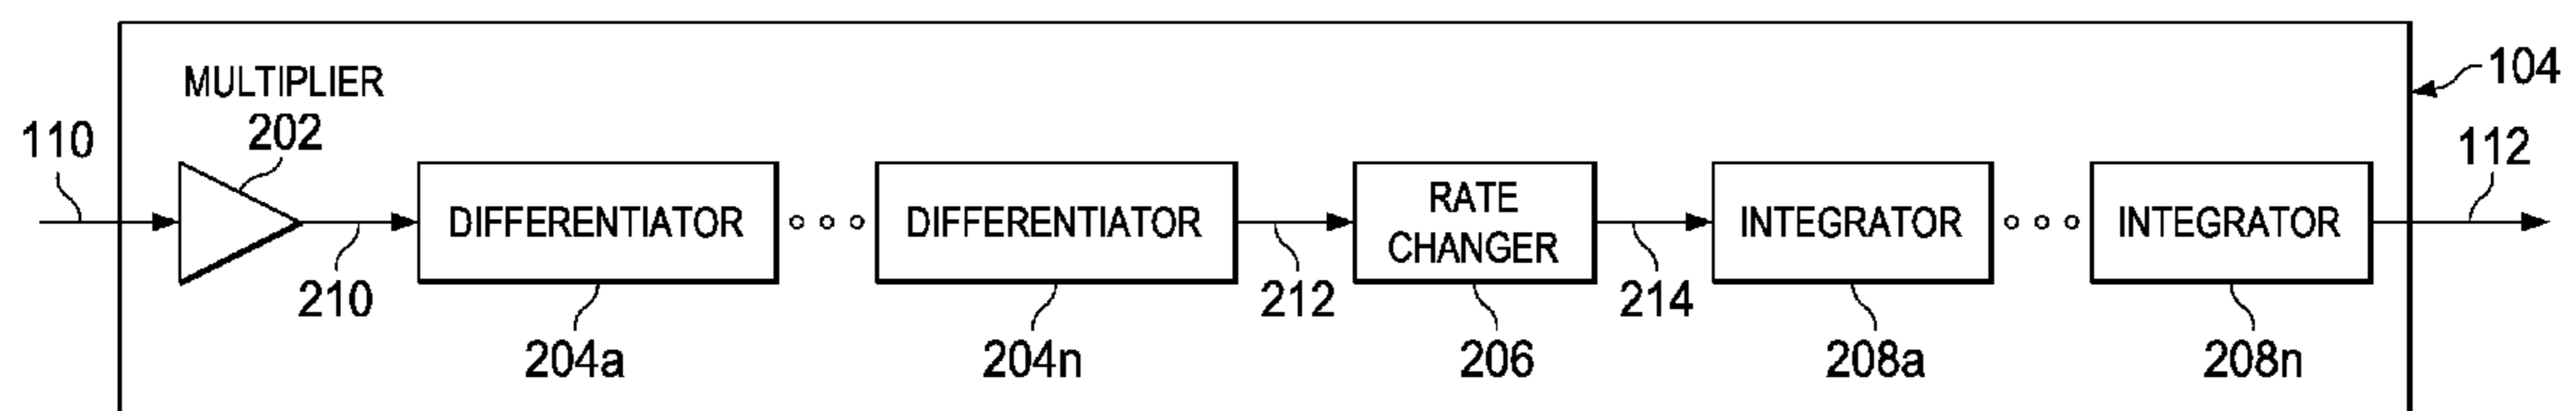 104
MULTIPLIER
202
110
112
DIFFERENTIATOR
DIFFERENTIATOR
RATE
CHANGER
INTEGRATOR
INTEGRATOR
210
212
214
204a
204n
206
208a
208n